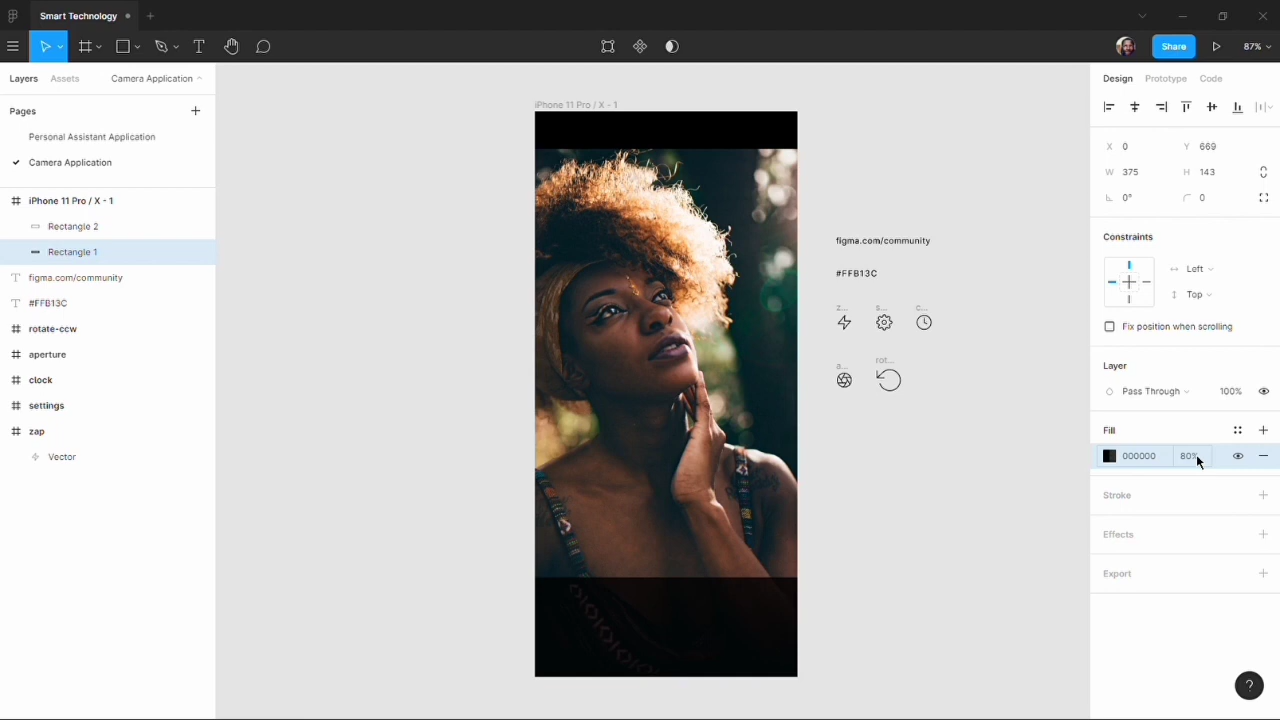 Smart Technology
Share
87%
Layers
Assets
Camera Application
Design
Prototype
Code
iPhone 11 Pro / X - 1
Pages
Personal Assistant Application
Camera Application
X 0
Y 669
W 375
H 143
0°
0
iPhone 11 Pro / X - 1
Rectangle 2
Rectangle 1
figma.com/community
#FFB13C
rotate-ccw
aperture
clock
settings
zap
Vector
figma.com/community
#FFB13C
z...
s...
c...
a...
rot...
Constraints
Left
Top
Fix position when scrolling
Layer
Pass Through
100%
Fill
000000
80%
Stroke
Effects
Export
?